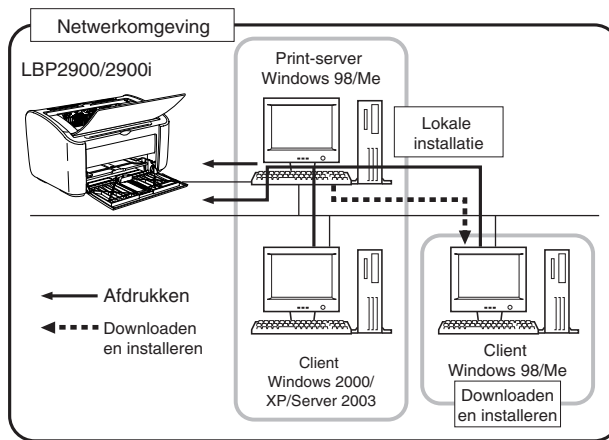 Netwerkomgeving
LBP2900/2900i
Print-server
Windows 98/Me
Lokale
installatie
Afdrukken
Downloaden
en installeren
Client
Windows 2000/
XP/Server 2003
Client
Windows 98/Me
Downloaden
en installeren